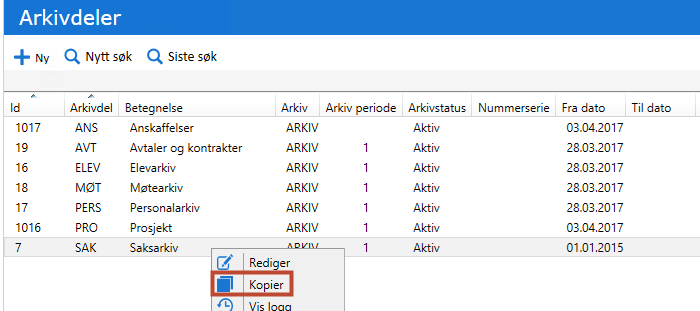 Arkivdeler
Ny Nytt søk Siste søk
Id Arkivdel Betegnelse Arkiv Arkiv periode Arkivstatus Nummerserie Fra dato Til dato
1017 ANS Anskaffelser ARKIV Aktiv 03.04.2017
19 AVT Avtaler og kontrakter ARKIV 1 Aktiv 28.03.2017
16 ELEV Elevarkiv ARKIV 1 Aktiv 28.03.2017
18 MØT Møtearkiv ARKIV 1 Aktiv 28.03.2017
17 PERS Personalarkiv ARKIV 1 Aktiv 28.03.2017
1016 PRO Prosjekt ARKIV Aktiv 03.04.2017
7 SAK Saksarkiv ARKIV 1 Aktiv 01.01.2015
Rediger
Kopier
Vis logg